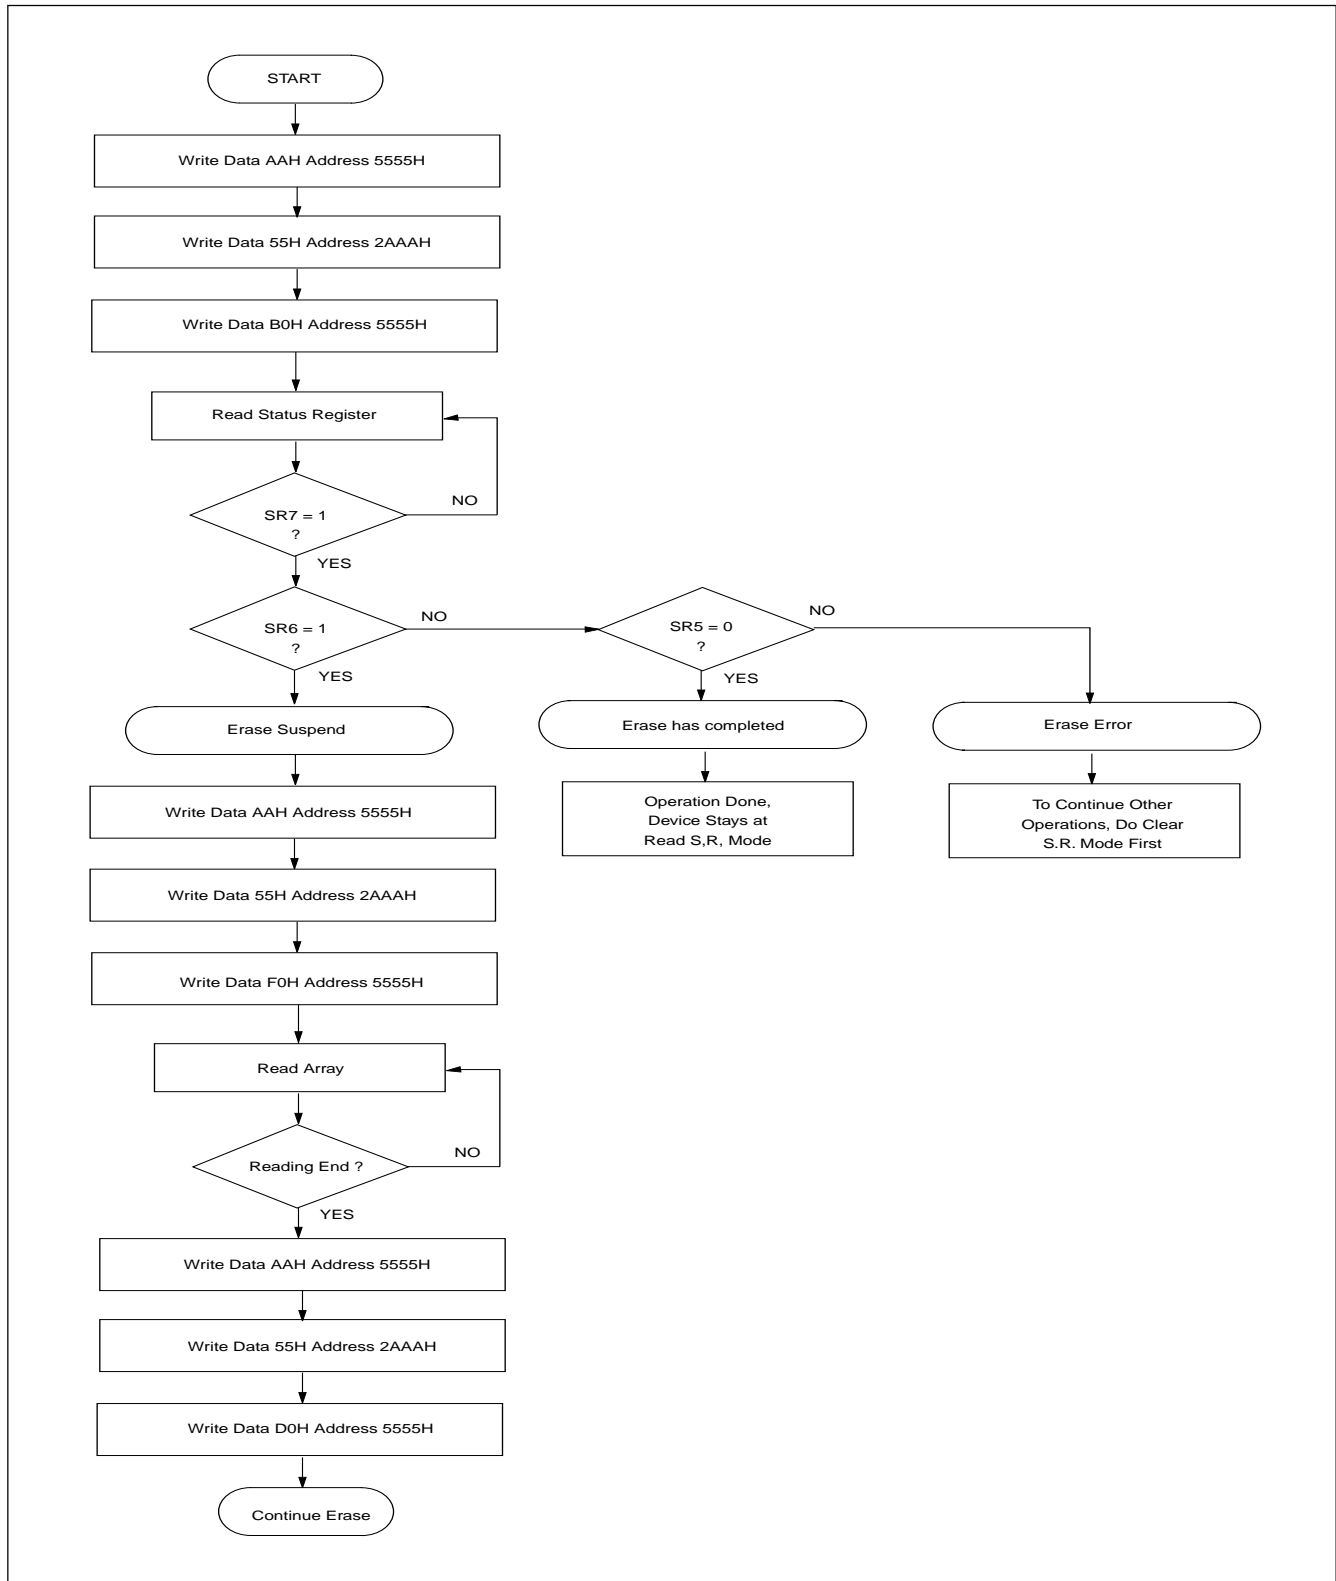 START
Write Data AAH Address 5555H
Write Data 55H Address 2AAAH
Write Data B0H Address 5555H
Read Status Register
NO
SR7 = 1
?
YES
SR6 = 1
?
NO
YES
SR5 = 0
?
NO
YES
Erase Suspend
Erase has completed
Erase Error
Write Data AAH Address 5555H
Operation Done,
Device Stays at
Read S,R, Mode
To Continue Other
Operations, Do Clear
S.R. Mode First
Write Data 55H Address 2AAAH
Write Data F0H Address 5555H
Read Array
Reading End ?
NO
YES
Write Data AAH Address 5555H
Write Data 55H Address 2AAAH
Write Data D0H Address 5555H
Continue Erase